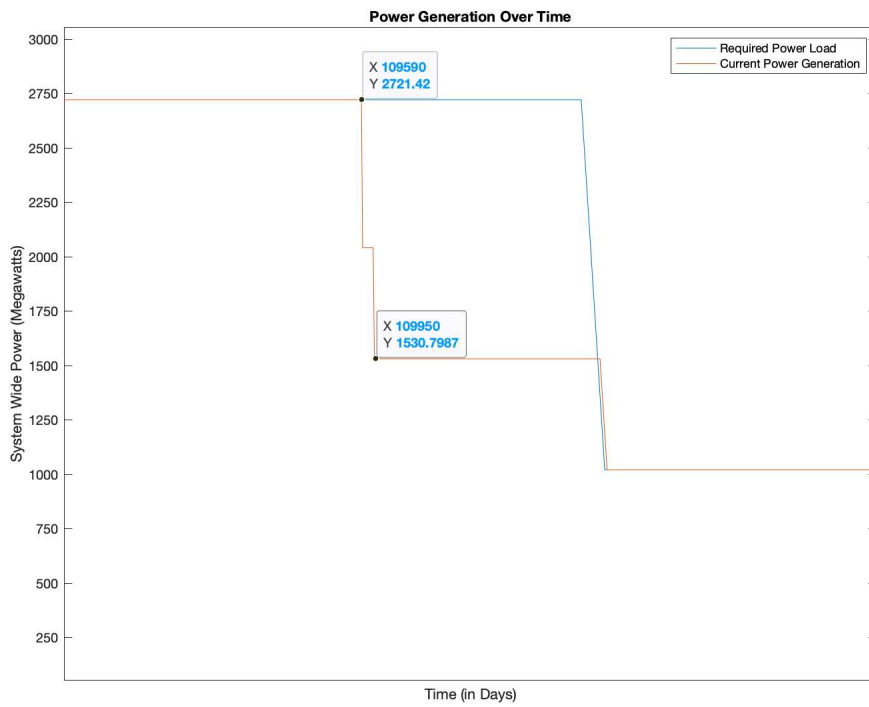 Power Generation Over Time
3000
2750
2500
2250
2000
1750
1500
1250
1000
750
500
250
System Wide Power (Megawatts)
X 109590
Y 2721.42
X 109950
Y 1530.7987
Required Power Load
Current Power Generation
Time (in Days)